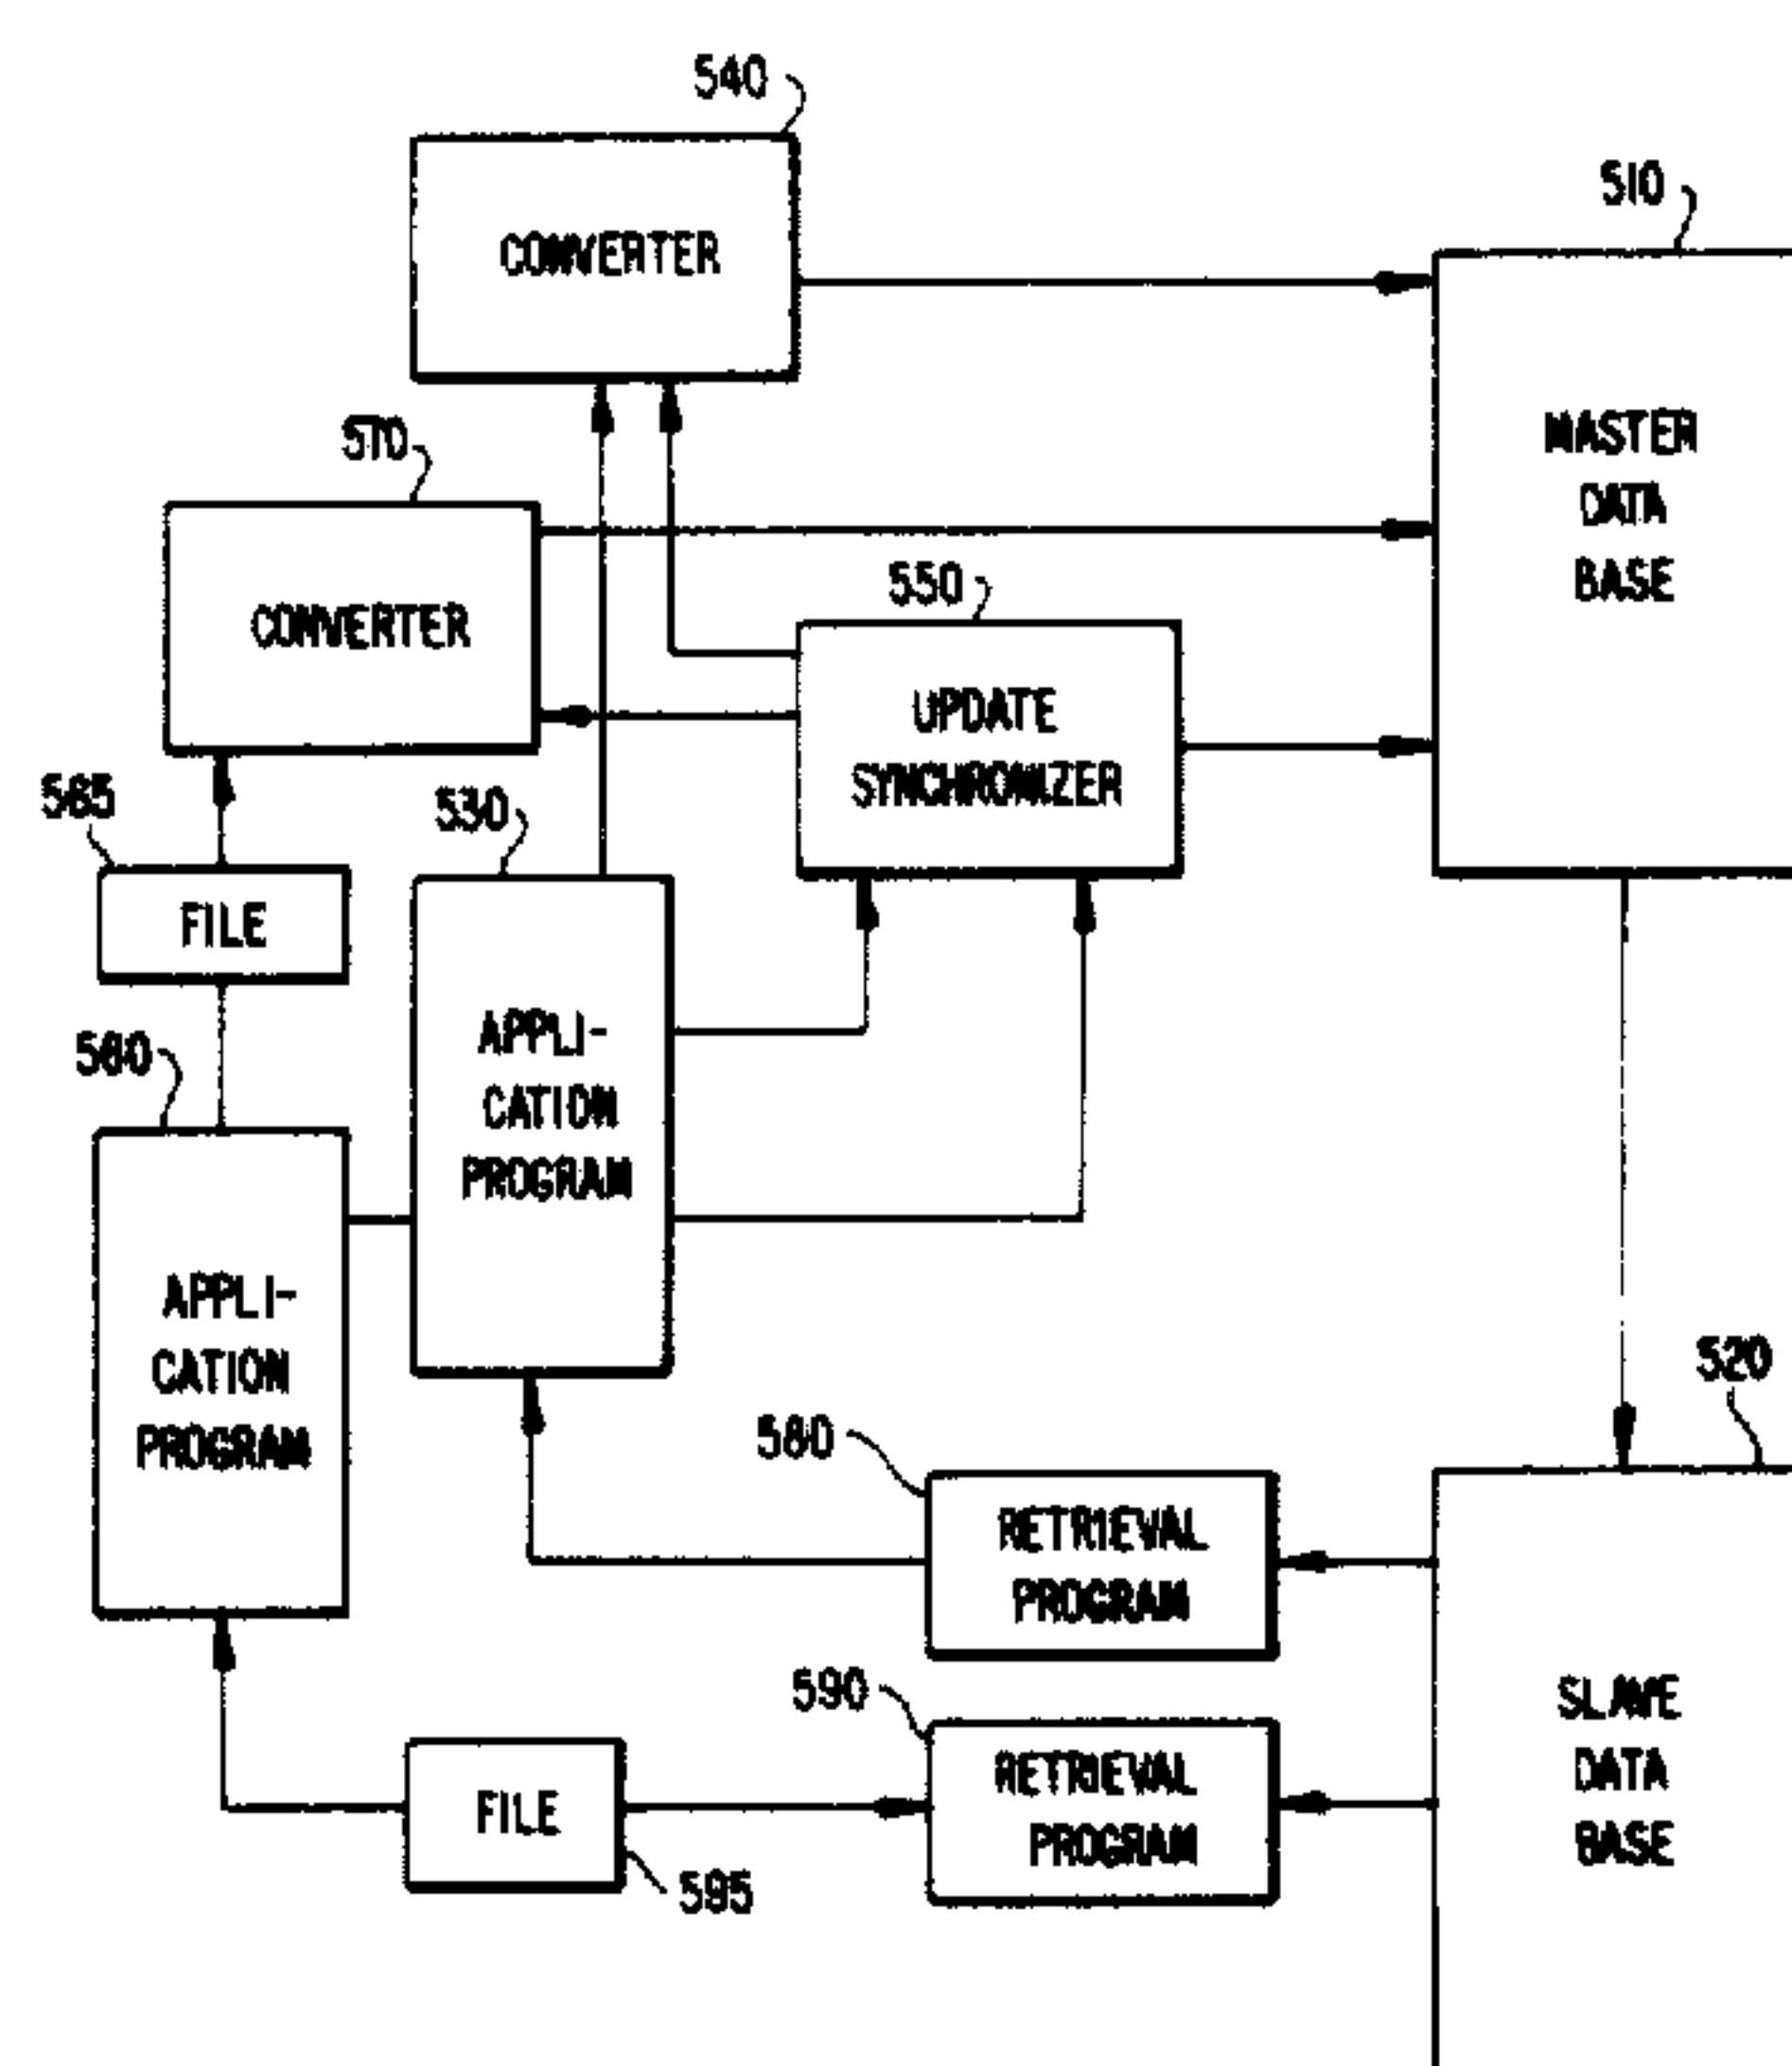 540
CONVERTER
510
MASTER
DATA
BASE
570
CONVERTER
550
UPDATE
SYNCHRONIZER
565
FILE
530
APPLI-
CATION
PROGRAM
560
APPLI-
CATION
PROGRAM
520
SLAVE
DATA
BASE
580
RETRIEVAL
PROGRAM
590
RETRIEVAL
PROGRAM
FILE
595